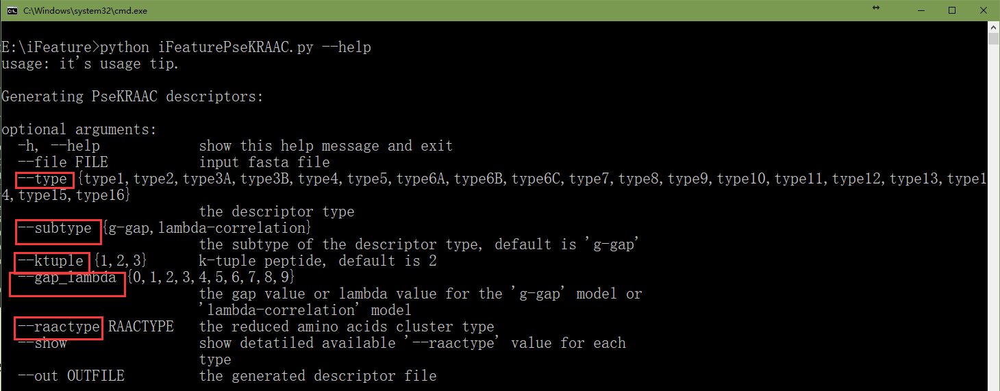 C:\Windows\system32\cmd.exe
E:\iFeature>python iFeaturePseKRAAC.py --help
usage: it's usage tip.
Generating PseKRAAC descriptors:
optional arguments:
-h, --help show this help message and exit
--file FILE input fasta file
--type {type1,type2,type3A,type3B,type4,type5,type6A,type6B,type6C,type7,type8,type9,type10,type11,type12,type13,type1
4,type15,type16}
the descriptor type
--subtype {g-gap,lambda-correlation}
the subtype of the descriptor type, default is 'g-gap'
--ktuple {1,2,3} k-tuple peptide, default is 2
--gap_lambda {0,1,2,3,4,5,6,7,8,9}
the gap value or lambda value for the 'g-gap' model or
'lambda-correlation' model
--raactype RAACTYPE the reduced amino acids cluster type
--show show detatiled available '--raactype' value for each
type
--out OUTFILE the generated descriptor file